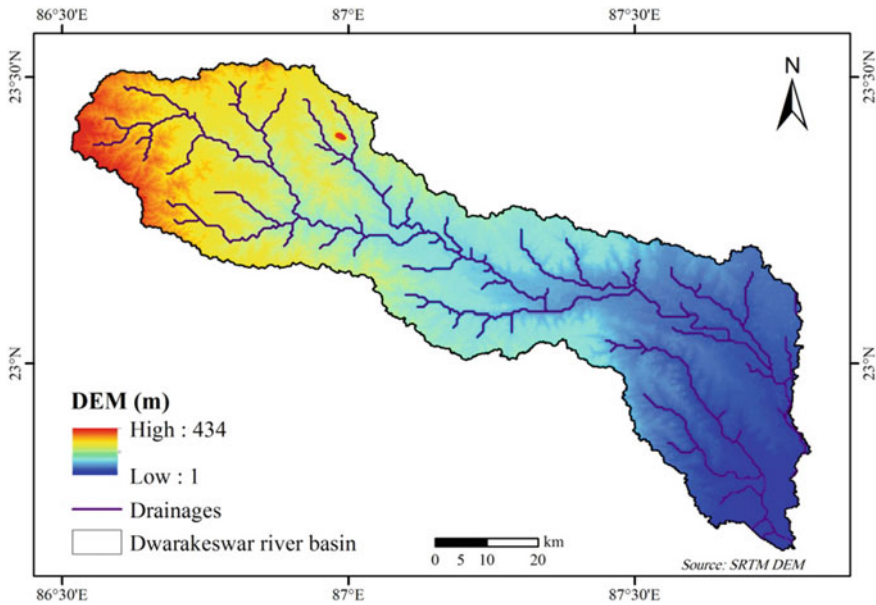 86°30'E 87°E 87°30'E
23°30'N
23°30'N
N
23°N
23°N
DEM (m)
High : 434
Low : 1
Drainages
Dwarakeswar river basin
km
0 5 10 20
Source: SRTM DEM
86°30'E 87°E 87°30'E